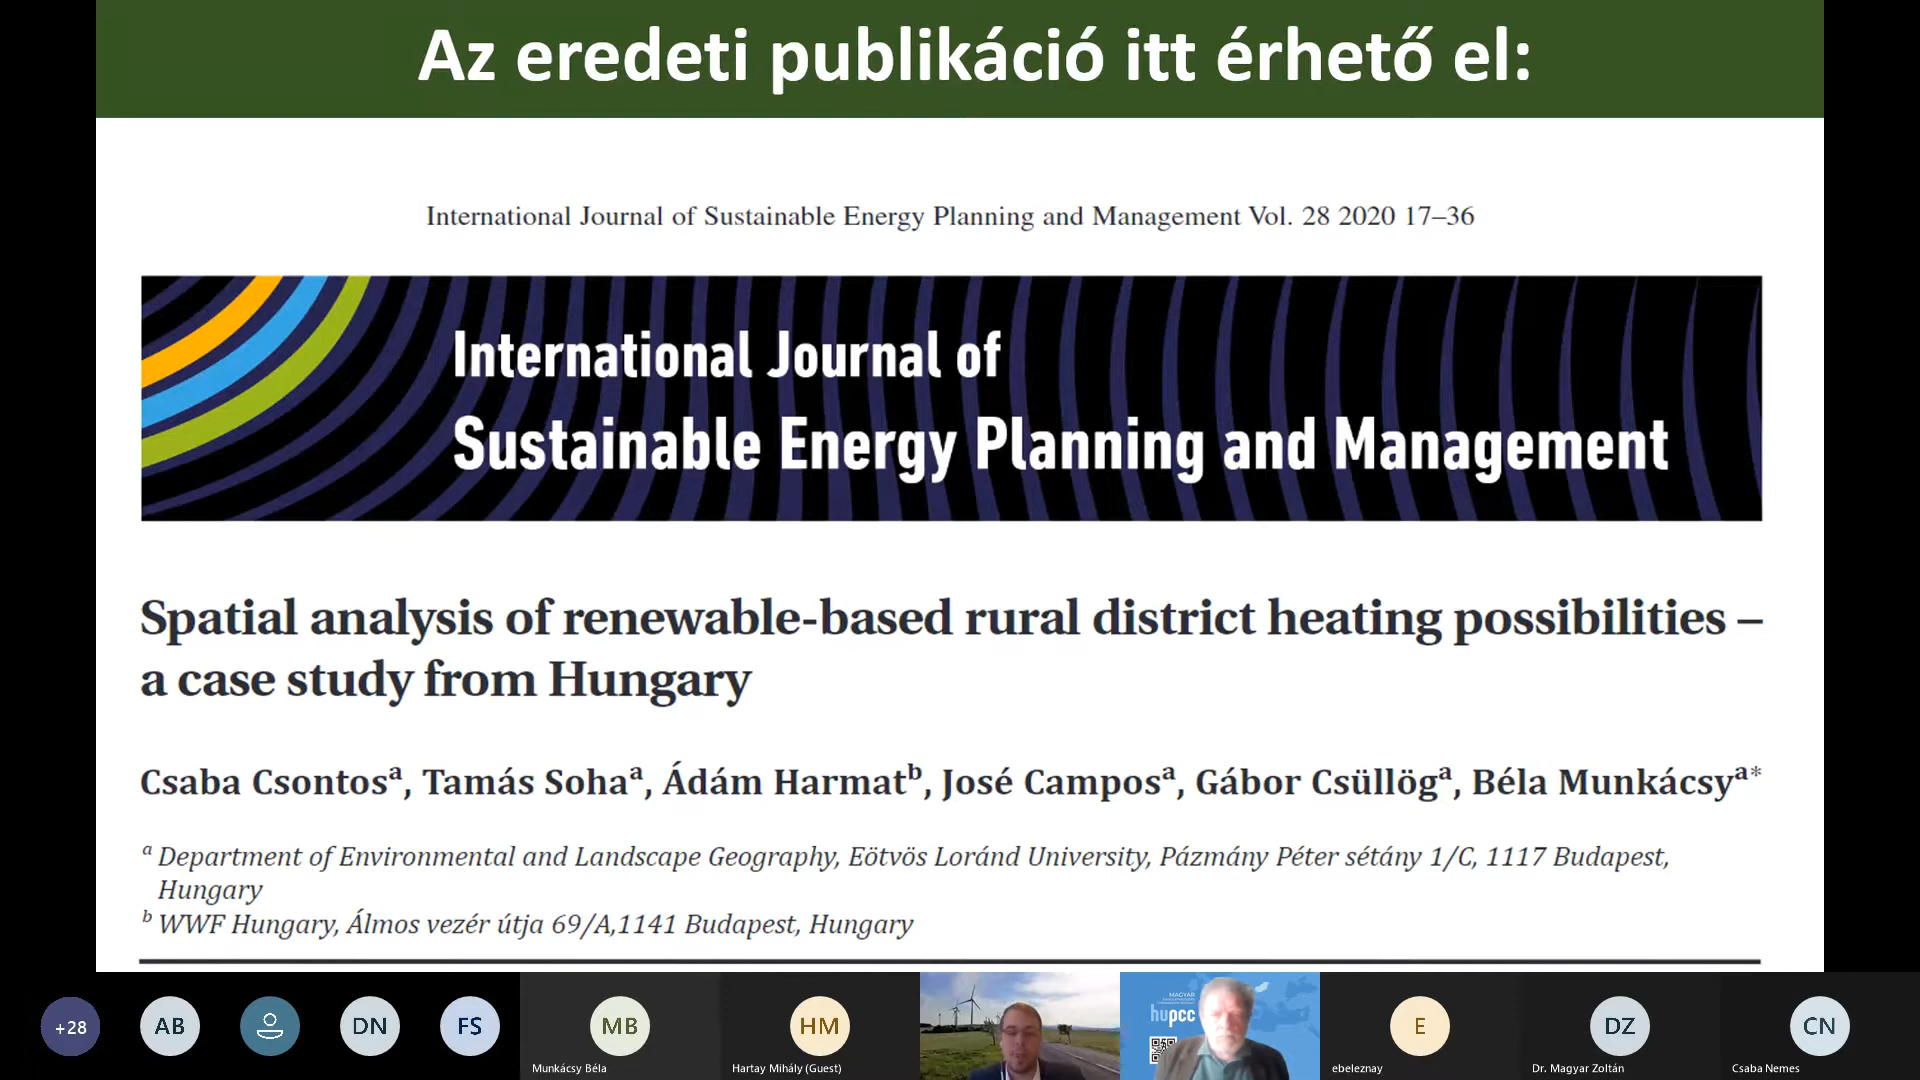 Az eredeti publikáció itt érhető el:
International Journal of Sustainable Energy Planning and Management Vol. 28 2020 17–36
International Journal of
Sustainable Energy Planning and Management
Spatial analysis of renewable-based rural district heating possibilities –
a case study from Hungary
Csaba Csontosᵃ, Tamás Sohaᵃ, Ádám Harmatᵇ, José Camposᵃ, Gábor Csüllögᵃ, Béla Munkácsyᵃ*
ᵃ Department of Environmental and Landscape Geography, Eötvös Loránd University, Pázmány Péter sétány 1/C, 1117 Budapest,
Hungary
ᵇ WWF Hungary, Álmos vezér útja 69/A,1141 Budapest, Hungary
+28
AB
DN
FS
MB
Munkácsy Béla
HM
Hartay Mihály (Guest)
MAGYAR
hupcc
E
ebeleznay
DZ
Dr. Magyar Zoltán
CN
Csaba Nemes